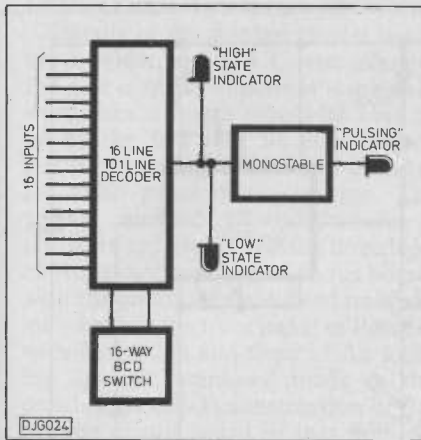 "HIGH"
STATE
INDICATOR
16 INPUTS
16 LINE
TO 1 LINE
DECODER
MONOSTABLE
"PULSING"
INDICATOR
"LOW"
STATE
INDICATOR
16-WAY
BCD
SWITCH
DJG024